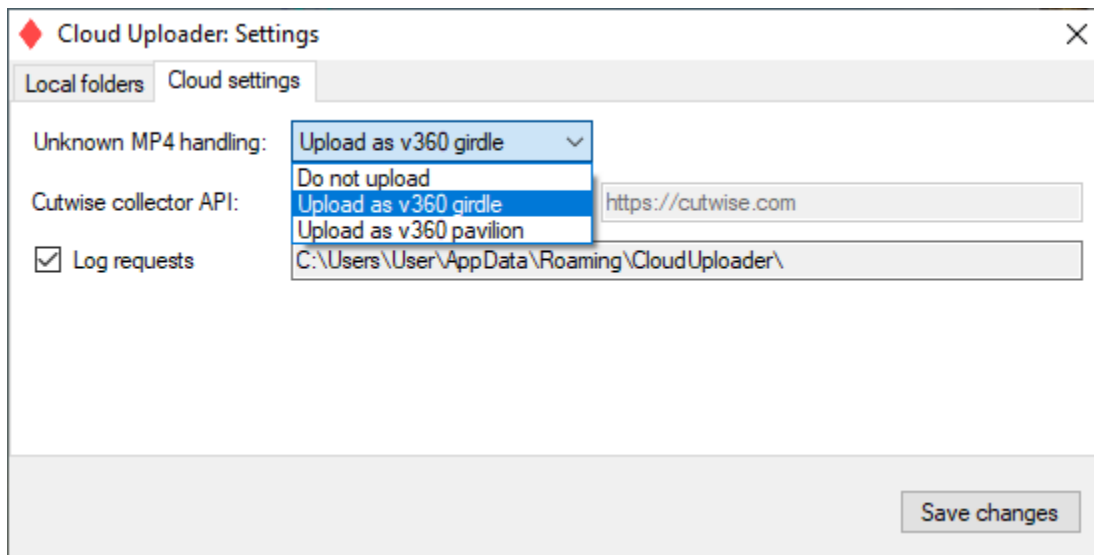 Cloud Uploader: Settings
Local folders Cloud settings
Unknown MP4 handling: Upload as v360 girdle
Do not upload
Cutwise collector API: Upload as v360 girdle https://cutwise.com
Upload as v360 pavilion
Log requests C:\Users\User\AppData\Roaming\CloudUploader\
Save changes